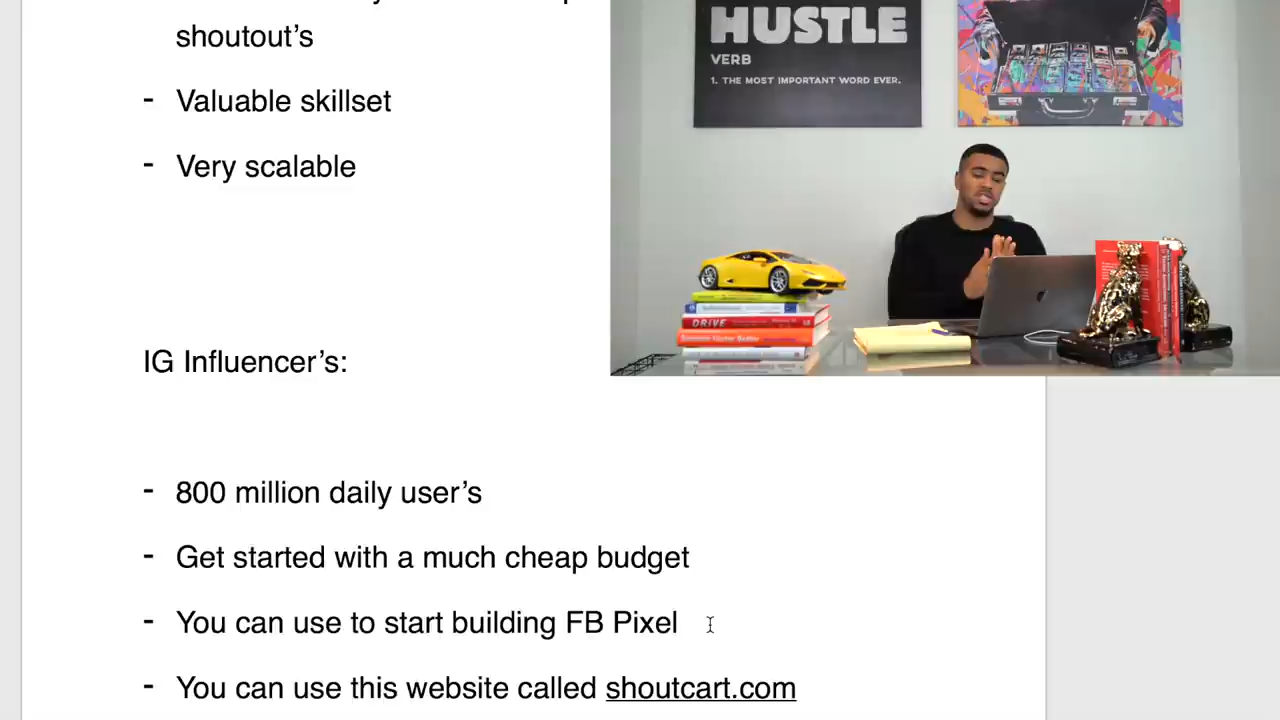 shoutout's
- Valuable skillset
- Very scalable
IG Influencer's:
- 800 million daily user's
- Get started with a much cheap budget
- You can use to start building FB Pixel
- You can use this website called shoutcart.com
HUSTLE
VERB
1. THE MOST IMPORTANT WORD EVER.
DRIVE